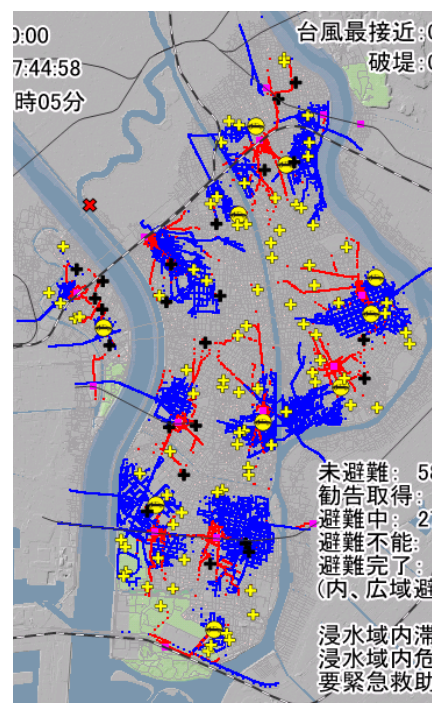 0:00
台風最接近:
7:44:58
破堤:
時05分
未避難: 58
勧告取得:
避難中: 2
避難不能:
避難完了:
(内、広域避
浸水域内滞
浸水域内危
要緊急救助